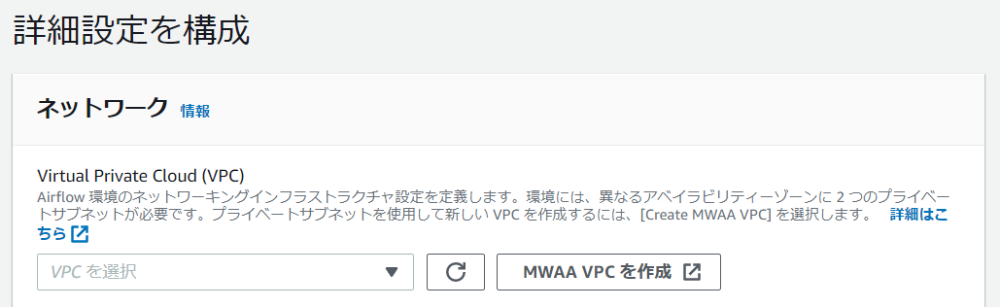 詳細設定を構成
ネットワーク 情報
Virtual Private Cloud (VPC)
Airflow 環境のネットワーキングインフラストラクチャ設定を定義します。環境には、異なるアベイラビリティーゾーンに 2 つのプライベー
トサブネットが必要です。プライベートサブネットを使用して新しい VPC を作成するには、[Create MWAA VPC] を選択します。 詳細はこ
ちら
VPC を選択 MWAA VPC を作成